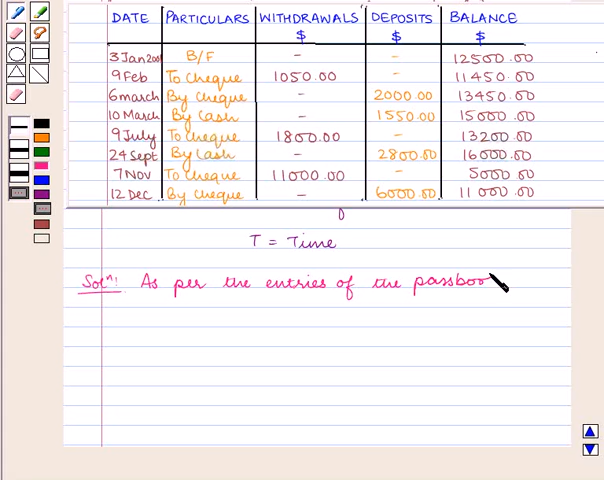 DATE PARTICULARS WITHDRAWALS DEPOSITS BALANCE
$ $ $
3 Jan B/F - - 12500.00
9 Feb To cheque 1050.00 - 11450.00
6 march By cheque - 2000.00 13450.00
10 March By Cash - 1550.00 15000.00
9 July To cheque 1800.00 - 13200.00
24 Sept By Cash - 2800.00 16000.00
7 Nov To cheque 11000.00 - 5000.00
12 Dec By cheque - 6000.00 11000.00
T = Time
Solⁿ: As per the entries of the passboo